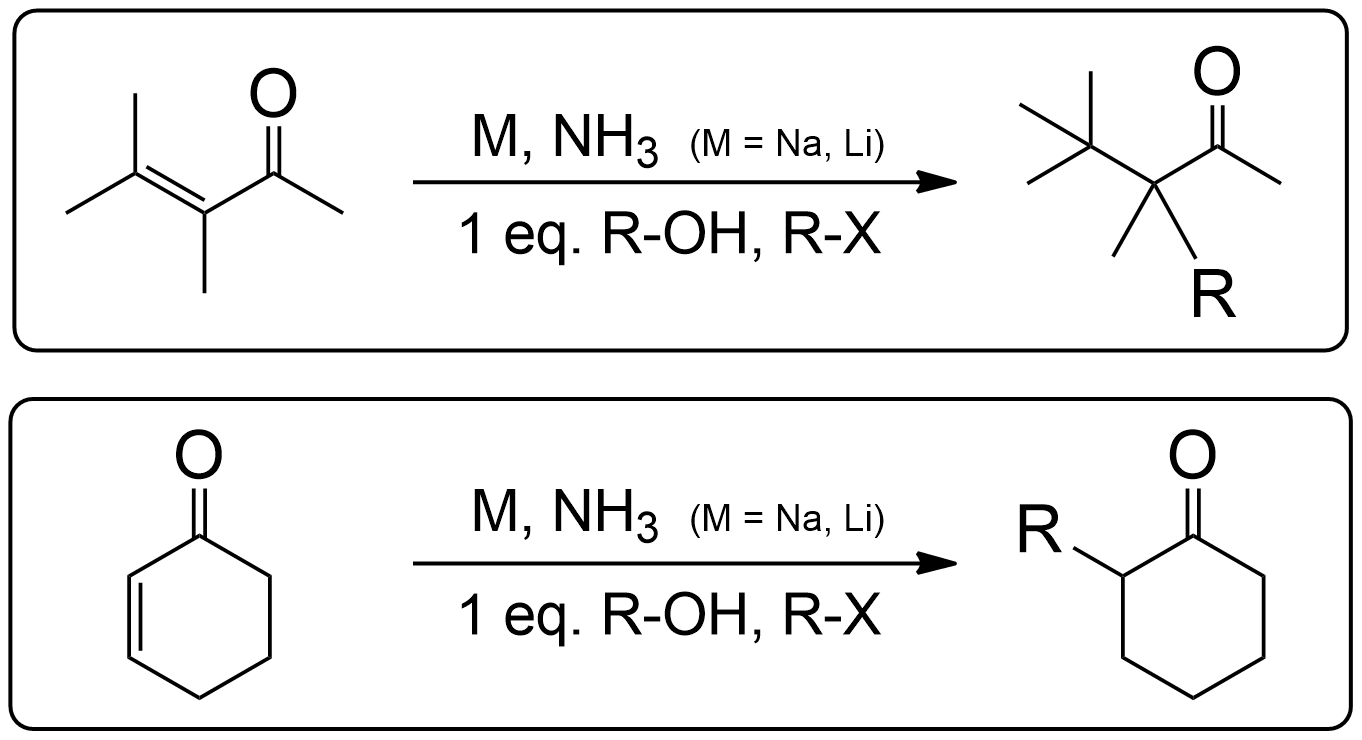 O
O
M, NH₃ (M = Na, Li)
1 eq. R-OH, R-X
R
O
O
M, NH₃ (M = Na, Li)
R
1 eq. R-OH, R-X